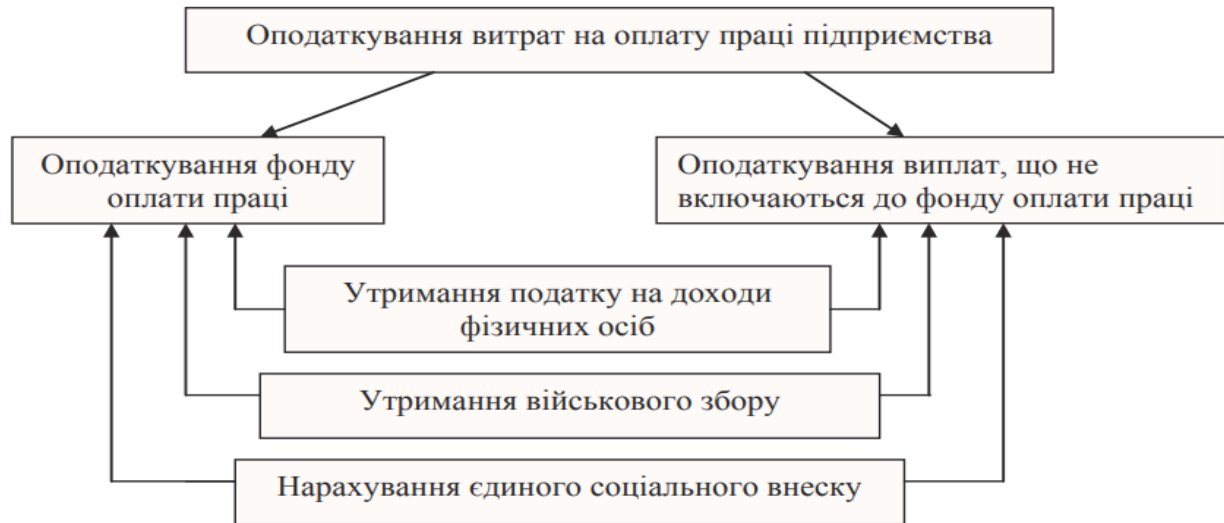 Оподаткування витрат на оплату праці підприємства
Оподаткування фонду
оплати праці
Оподаткування виплат, що не
включаються до фонду оплати праці
Утримання податку на доходи
фізичних осіб
Утримання військового збору
Нарахування єдиного соціального внеску